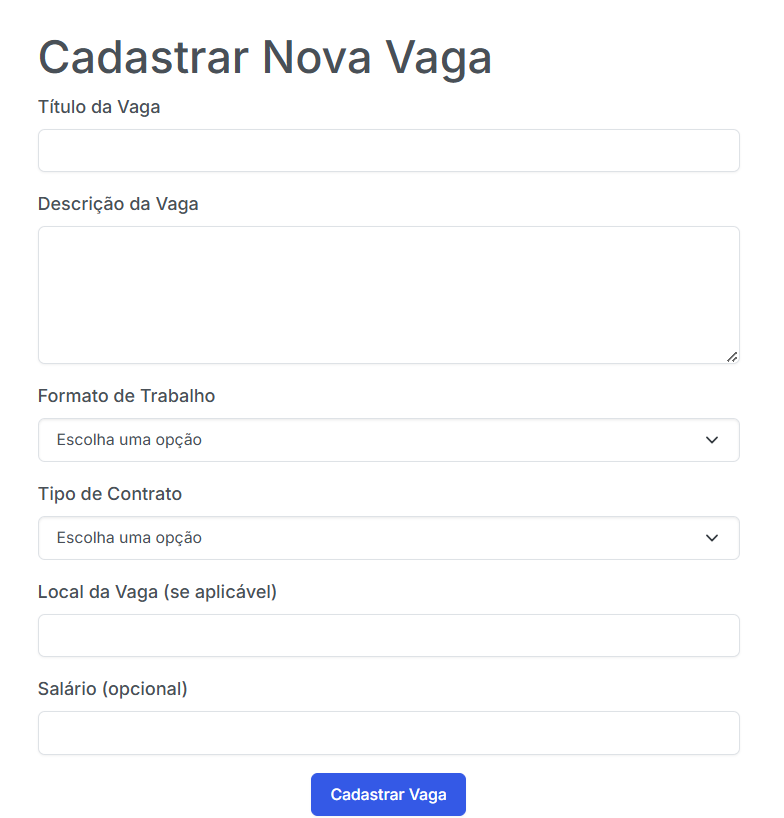 Cadastrar Nova Vaga
Título da Vaga
Descrição da Vaga
Formato de Trabalho
Escolha uma opção
Tipo de Contrato
Escolha uma opção
Local da Vaga (se aplicável)
Salário (opcional)
Cadastrar Vaga